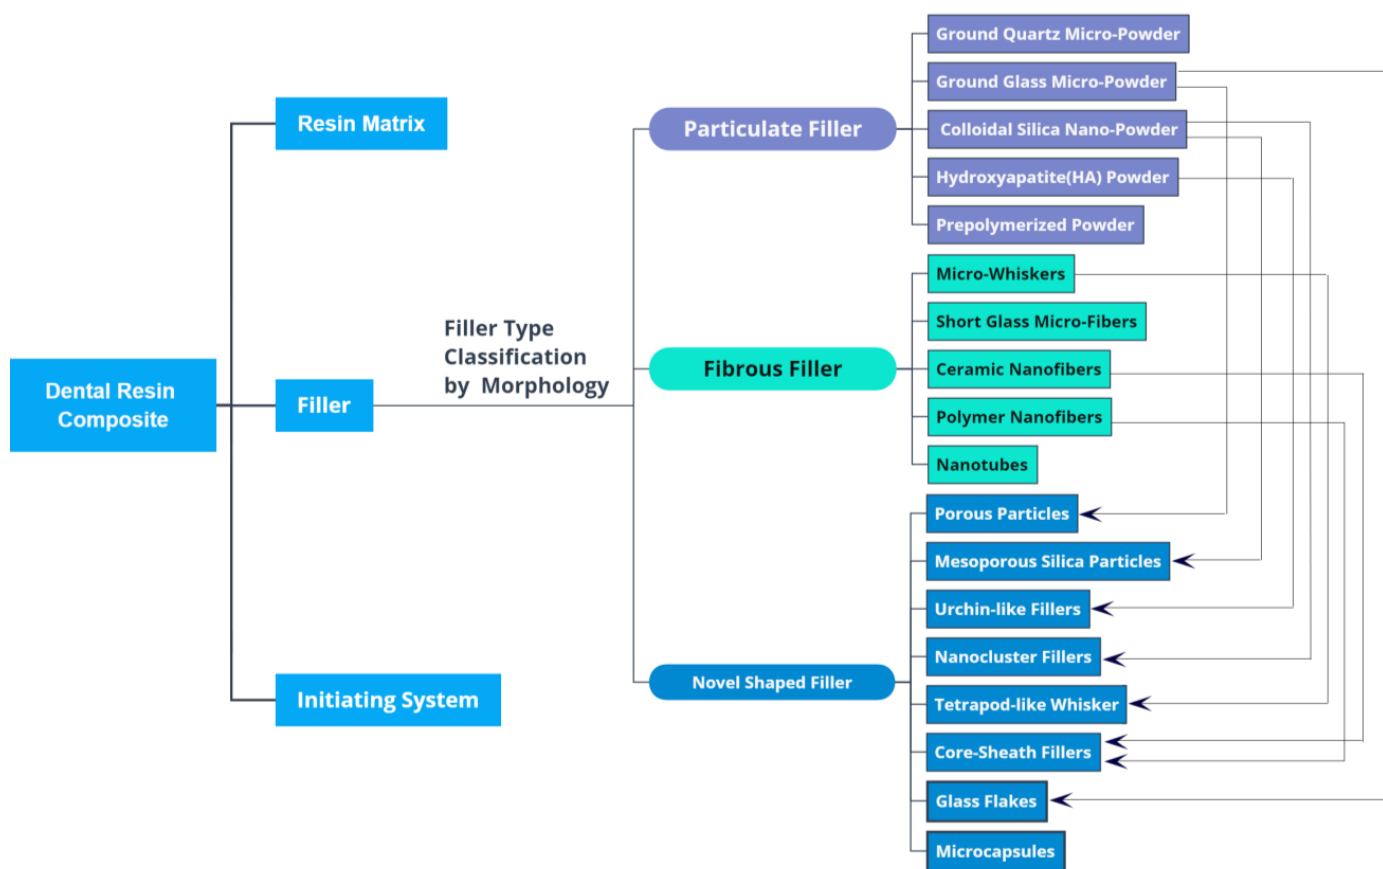 Dental Resin
Composite
Resin Matrix
Filler
Initiating System
Filler Type
Classification
by Morphology
Particulate Filler
Ground Quartz Micro-Powder
Ground Glass Micro-Powder
Colloidal Silica Nano-Powder
Hydroxyapatite(HA) Powder
Prepolymerized Powder
Fibrous Filler
Micro-Whiskers
Short Glass Micro-Fibers
Ceramic Nanofibers
Polymer Nanofibers
Nanotubes
Novel Shaped Filler
Porous Particles
Mesoporous Silica Particles
Urchin-like Fillers
Nanocluster Fillers
Tetrapod-like Whisker
Core-Sheath Fillers
Glass Flakes
Microcapsules